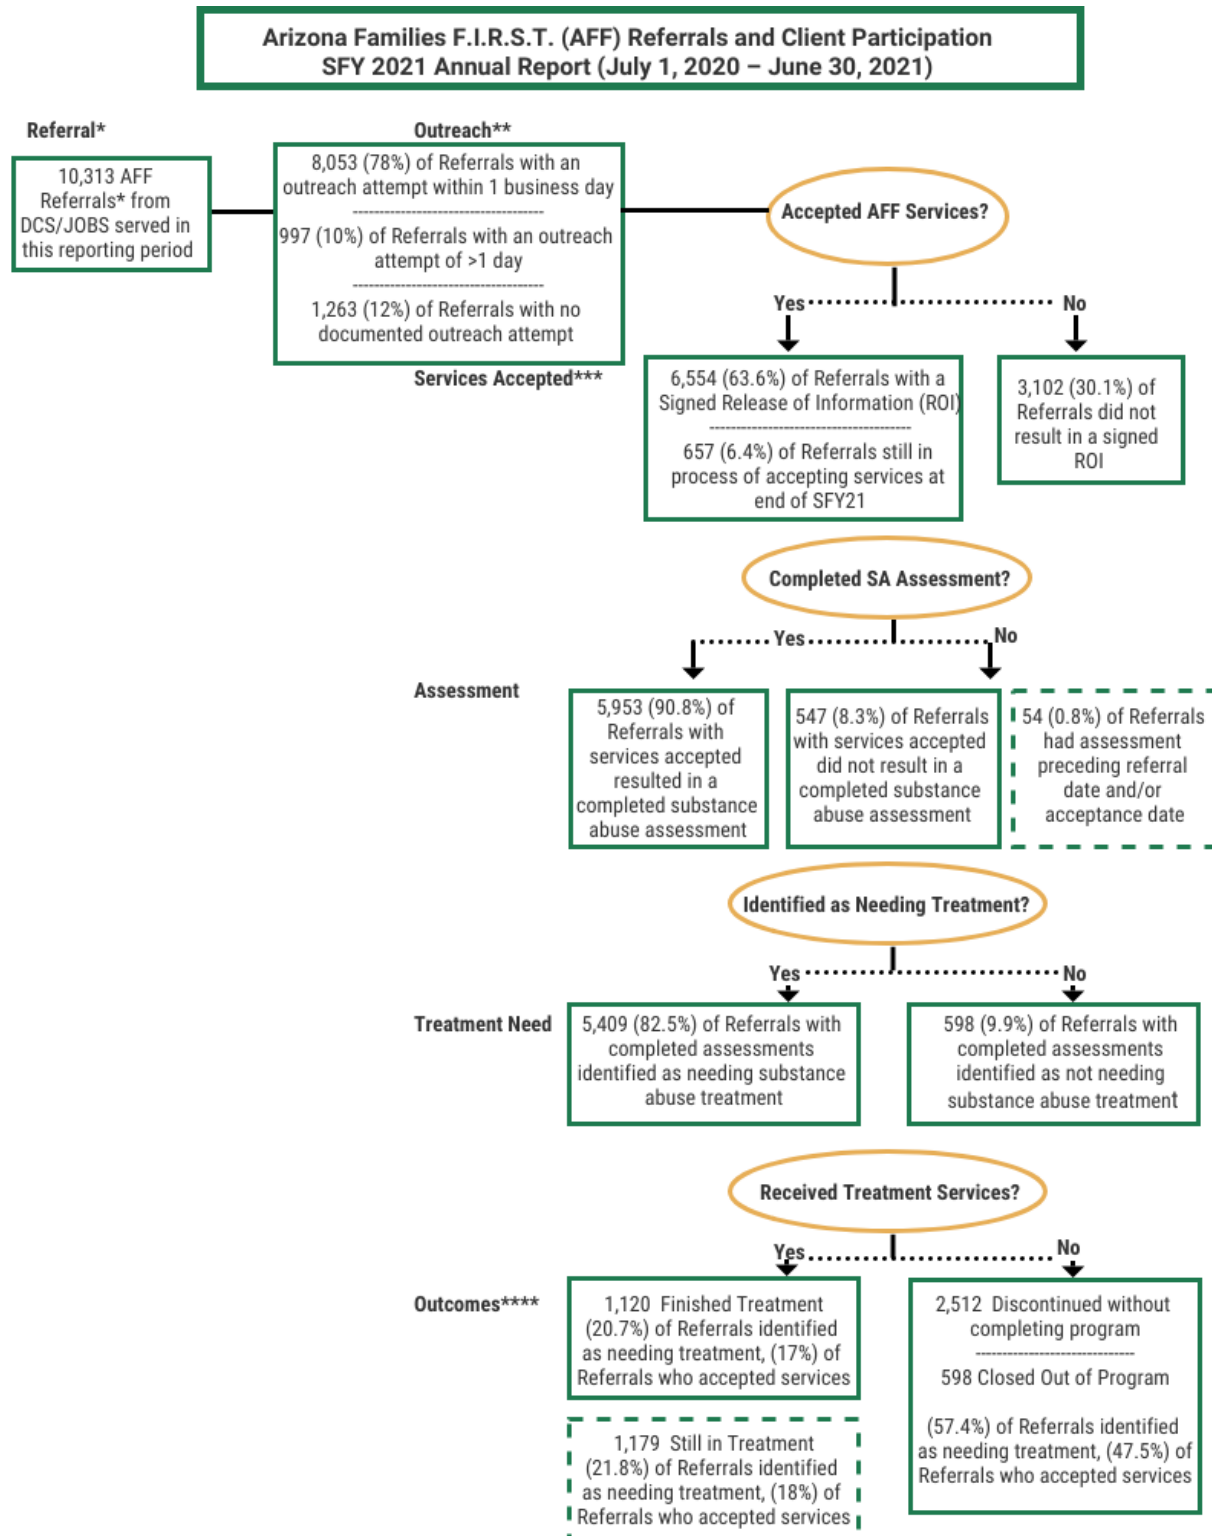 Arizona Families F.I.R.S.T. (AFF) Referrals and Client Participation
SFY 2021 Annual Report (July 1, 2020 – June 30, 2021)
Referral*
10,313 AFF
Referrals* from
DCS/JOBS served in
this reporting period
Outreach**
8,053 (78%) of Referrals with an
outreach attempt within 1 business day
------------------------------------
997 (10%) of Referrals with an outreach
attempt of >1 day
------------------------------------
1,263 (12%) of Referrals with no
documented outreach attempt
Accepted AFF Services?
Yes
No
Services Accepted***
6,554 (63.6%) of Referrals with a
Signed Release of Information (ROI)
--------------------------------------
657 (6.4%) of Referrals still in
process of accepting services at
end of SFY21
3,102 (30.1%) of
Referrals did not
result in a signed
ROI
Completed SA Assessment?
Yes
No
Assessment
5,953 (90.8%) of
Referrals with
services accepted
resulted in a
completed substance
abuse assessment
547 (8.3%) of Referrals
with services accepted
did not result in a
completed substance
abuse assessment
54 (0.8%) of Referrals
had assessment
preceding referral
date and/or
acceptance date
Identified as Needing Treatment?
Yes
No
Treatment Need
5,409 (82.5%) of Referrals with
completed assessments
identified as needing substance
abuse treatment
598 (9.9%) of Referrals with
completed assessments
identified as not needing
substance abuse treatment
Received Treatment Services?
Yes
No
Outcomes****
1,120 Finished Treatment
(20.7%) of Referrals identified
as needing treatment, (17%) of
Referrals who accepted services
1,179 Still in Treatment
(21.8%) of Referrals identified
as needing treatment, (18%) of
Referrals who accepted services
2,512 Discontinued without
completing program
------------------------------
598 Closed Out of Program
(57.4%) of Referrals identified
as needing treatment, (47.5%) of
Referrals who accepted services